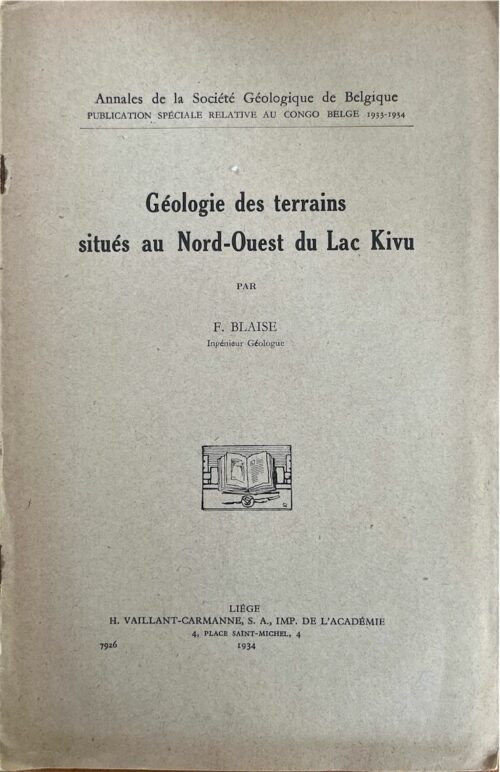 Annales de la Société Géologique de Belgique
PUBLICATION SPÉCIALE RELATIVE AU CONGO BELGE 1933-1934
Géologie des terrains
situés au Nord-Ouest du Lac Kivu
PAR
F. BLAISE
Ingénieur Géologue
LIÉGE
H. VAILLANT-CARMANNE, S. A., IMP. DE L'ACADÉMIE
4, PLACE SAINT-MICHEL, 4
7926 1934